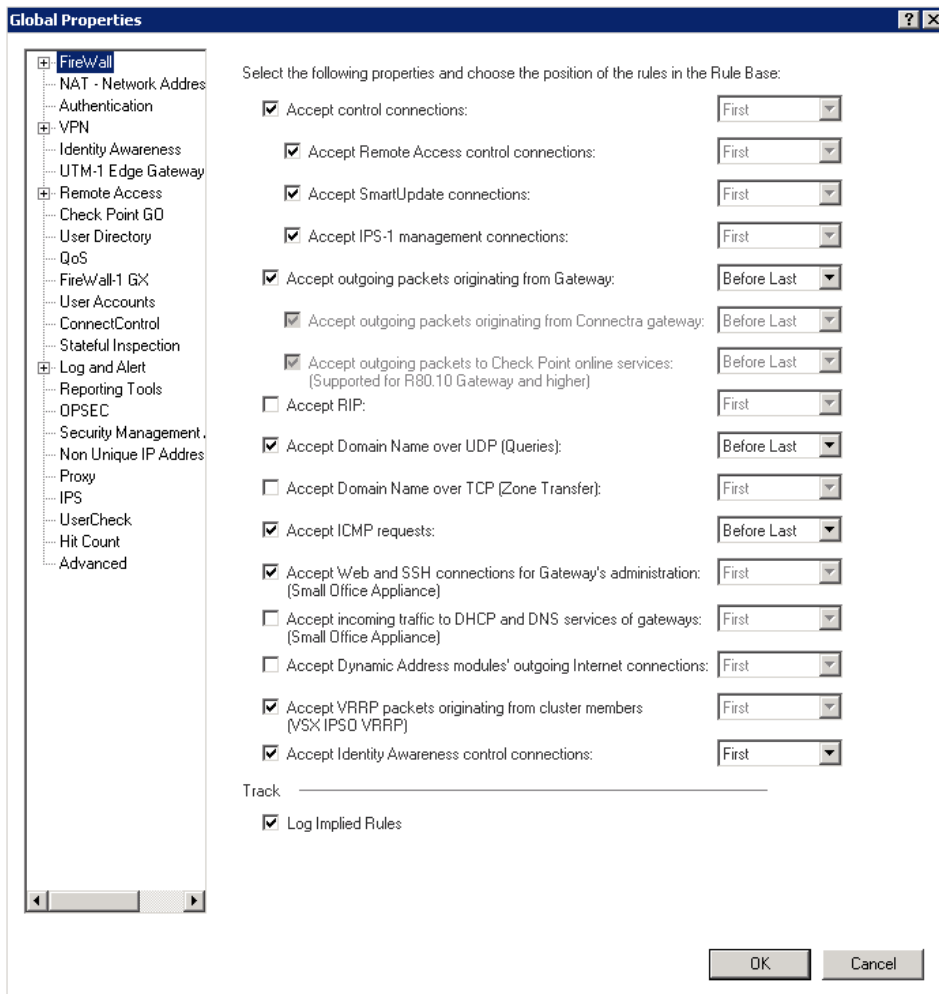 Global Properties
FireWall
NAT - Network Addres
Authentication
VPN
Identity Awareness
UTM-1 Edge Gateway
Remote Access
Check Point GO
User Directory
QoS
FireWall-1 GX
User Accounts
ConnectControl
Stateful Inspection
Log and Alert
Reporting Tools
OPSEC
Security Management
Non Unique IP Addres
Proxy
IPS
UserCheck
Hit Count
Advanced
Select the following properties and choose the position of the rules in the Rule Base:
Accept control connections: First
Accept Remote Access control connections: First
Accept SmartUpdate connections: First
Accept IPS-1 management connections: First
Accept outgoing packets originating from Gateway: Before Last
Accept outgoing packets originating from Connectra gateway: Before Last
Accept outgoing packets to Check Point online services: Before Last
(Supported for R80.10 Gateway and higher)
Accept RIP: First
Accept Domain Name over UDP (Queries): Before Last
Accept Domain Name over TCP (Zone Transfer): First
Accept ICMP requests: Before Last
Accept Web and SSH connections for Gateway's administration: First
(Small Office Appliance)
Accept incoming traffic to DHCP and DNS services of gateways: First
(Small Office Appliance)
Accept Dynamic Address modules' outgoing Internet connections: First
Accept VRRP packets originating from cluster members First
(VSX IPSO VRRP)
Accept Identity Awareness control connections: First
Track
Log Implied Rules
OK Cancel